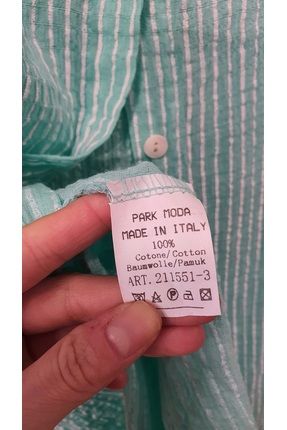 PARK MODA
MADE IN ITALY
100%
Cotone/Cotton
Baumwolle/Pamuk
ART. 211551-3